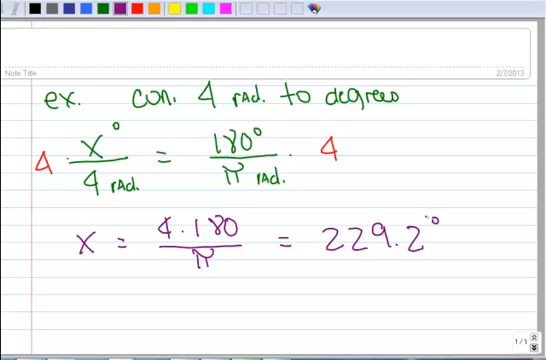 Note Title
2/7/2013
ex. con. 4 rad. to degrees
4 · x° / 4 rad. = 180° / π rad. · 4
x = 4·180 / π = 229.2°
1/1